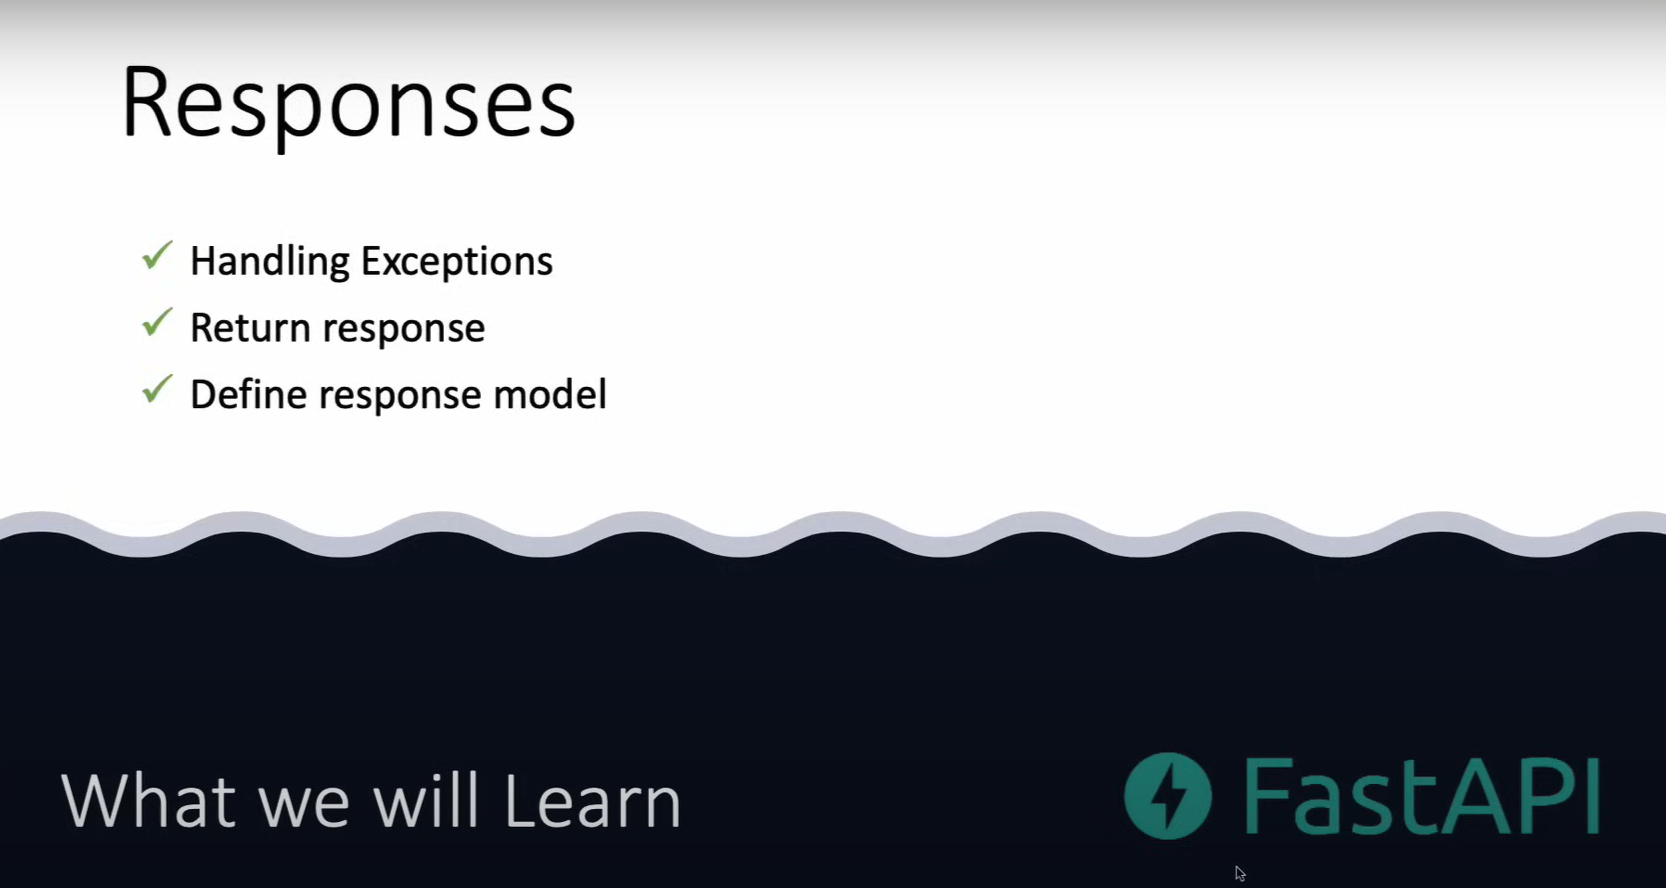 Responses
Handling Exceptions
Return response
Define response model
What we will Learn
FastAPI